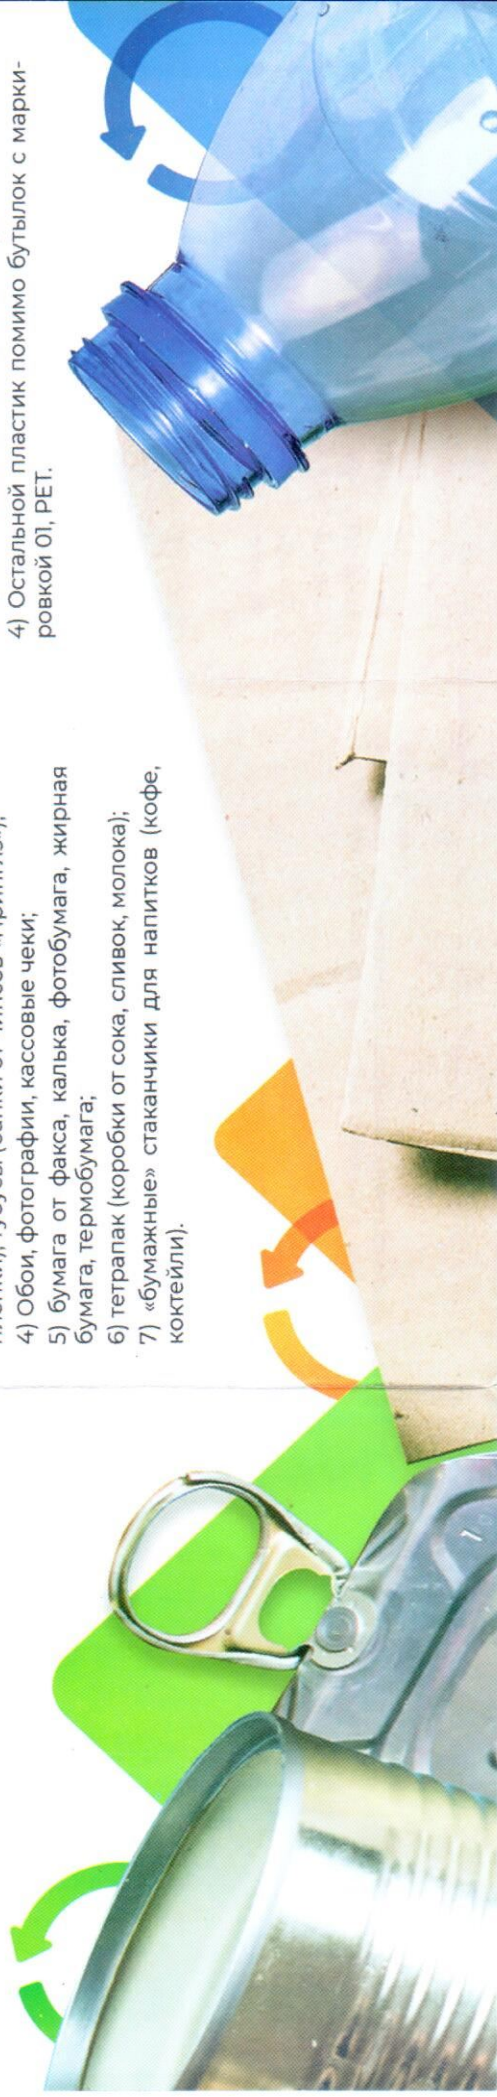 4) Обои, фотографии, кассовые чеки;
5) бумага от факса, калька, фотобумага, жирная
бумага, термобумага;
6) тетрапак (коробки от сока, сливок, молока);
7) «бумажные» стаканчики для напитков (кофе,
коктейли).
4) Остальной пластик помимо бутылок с марки-
ровкой 01, PET.